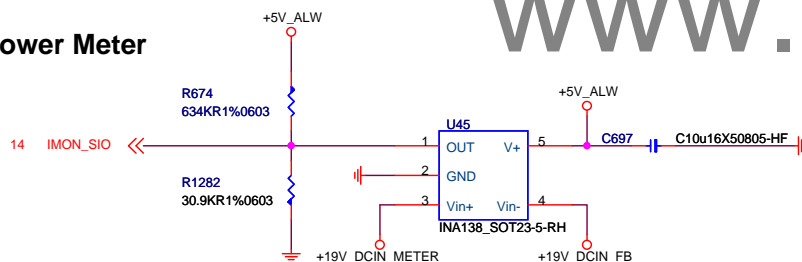 www.
ower Meter
+5V_ALW
R674
634KR1%0603
+5V_ALW
U45
C697
C10u16X50805-HF
14 IMON_SIO
1 OUT V+ 5
2 GND
R1282
30.9KR1%0603
3 Vin+ Vin- 4
INA138_SOT23-5-RH
+19V_DCIN_METER
+19V_DCIN_FB